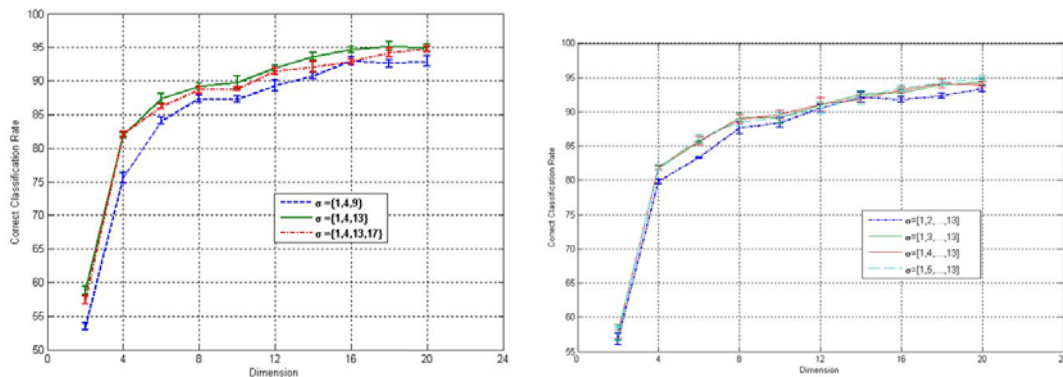 100
95
90
85
80
75
70
65
60
55
50
Correct Classification Rate
σ ={1,4,9}
σ ={1,4,13}
σ ={1,4,13,17}
0 4 8 12 16 20 24
Dimension
100
95
90
85
80
75
70
65
60
55
Correct Classification Rate
σ=[1,2,...,13]
σ=[1,3,...,13]
σ=[1,4,...,13]
σ=[1,5,...,13]
0 4 8 12 16 20 24
Dimension